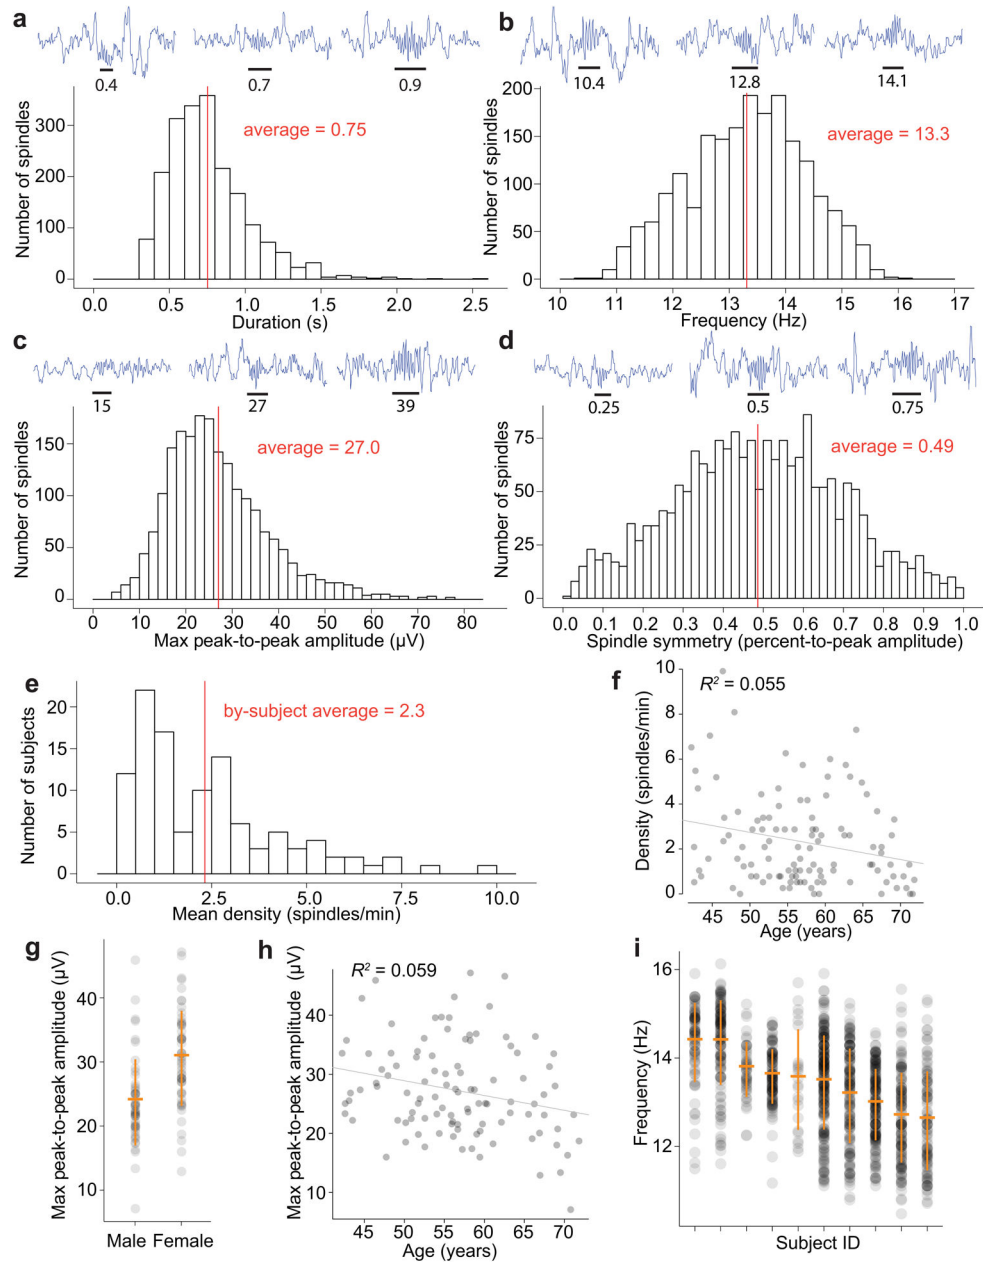 a
0.4 0.7 0.9
Number of spindles
300
200
100
0
average = 0.75
0.0 0.5 1.0 1.5 2.0 2.5
Duration (s)
b
10.4 12.8 14.1
Number of spindles
200
150
100
50
0
average = 13.3
10 11 12 13 14 15 16 17
Frequency (Hz)
c
15 27 39
Number of spindles
150
100
50
0
average = 27.0
0 10 20 30 40 50 60 70 80
Max peak-to-peak amplitude (µV)
d
0.25 0.5 0.75
Number of spindles
75
50
25
0
average = 0.49
0.0 0.1 0.2 0.3 0.4 0.5 0.6 0.7 0.8 0.9 1.0
Spindle symmetry (percent-to-peak amplitude)
e
Number of subjects
20
15
10
5
0
by-subject average = 2.3
0.0 2.5 5.0 7.5 10.0
Mean density (spindles/min)
f
R² = 0.055
Density (spindles/min)
10
8
6
4
2
0
45 50 55 60 65 70
Age (years)
g
Max peak-to-peak amplitude (µV)
40
30
20
10
Male Female
h
R² = 0.059
Max peak-to-peak amplitude (µV)
40
30
20
10
45 50 55 60 65 70
Age (years)
i
Frequency (Hz)
16
14
12
Subject ID